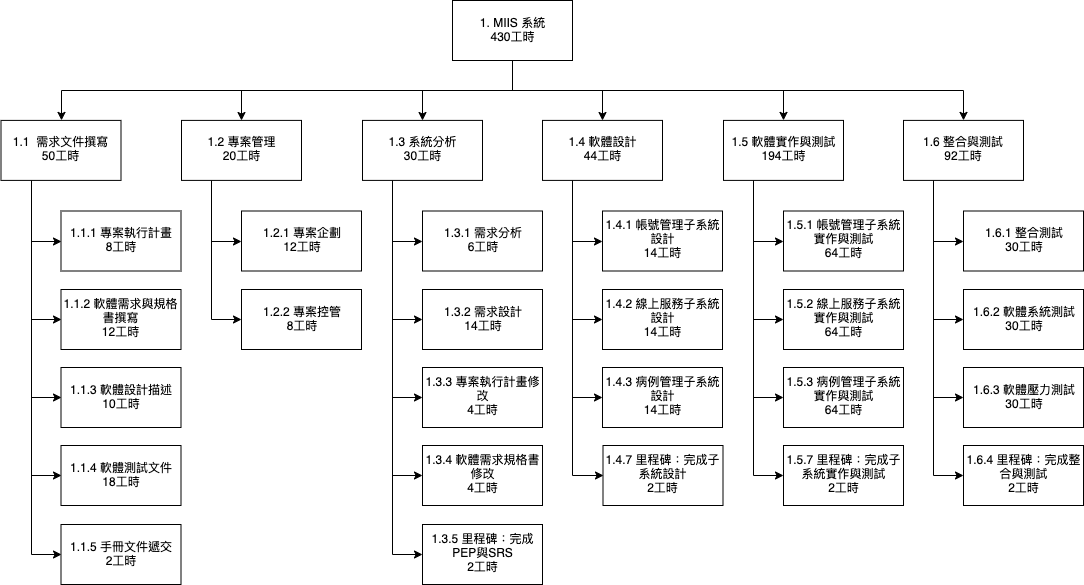 1. MIIS 系統
430工時
1.1 需求文件撰寫
50工時
1.2 專案管理
20工時
1.3 系統分析
30工時
1.4 軟體設計
44工時
1.5 軟體實作與測試
194工時
1.6 整合與測試
92工時
1.1.1 專案執行計畫
8工時
1.1.2 軟體需求與規格
書撰寫
12工時
1.1.3 軟體設計描述
10工時
1.1.4 軟體測試文件
18工時
1.1.5 手冊文件遞交
2工時
1.2.1 專案企劃
12工時
1.2.2 專案控管
8工時
1.3.1 需求分析
6工時
1.3.2 需求設計
14工時
1.3.3 專案執行計畫修
改
4工時
1.3.4 軟體需求規格書
修改
4工時
1.3.5 里程碑：完成
PEP與SRS
2工時
1.4.1 帳號管理子系統
設計
14工時
1.4.2 線上服務子系統
設計
14工時
1.4.3 病例管理子系統
設計
14工時
1.4.7 里程碑：完成子
系統設計
2工時
1.5.1 帳號管理子系統
實作與測試
64工時
1.5.2 線上服務子系統
實作與測試
64工時
1.5.3 病例管理子系統
實作與測試
64工時
1.5.7 里程碑：完成子
系統實作與測試
2工時
1.6.1 整合測試
30工時
1.6.2 軟體系統測試
30工時
1.6.3 軟體壓力測試
30工時
1.6.4 里程碑：完成整
合與測試
2工時